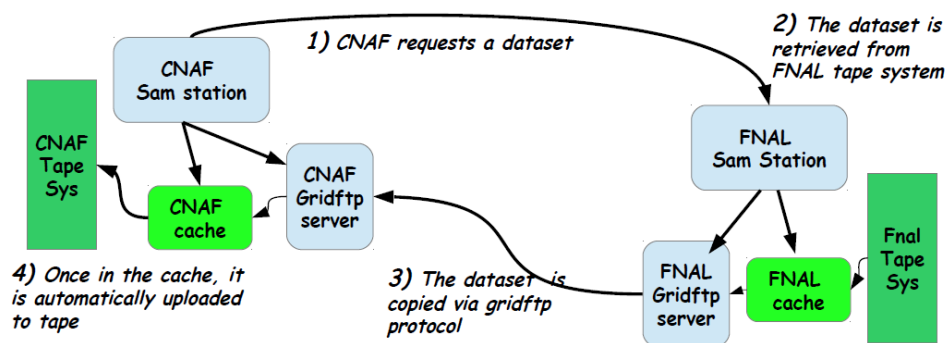 1) CNAF requests a dataset
2) The dataset is
retrieved from
FNAL tape system
CNAF
Sam station
CNAF
Tape
Sys
CNAF
Gridftp
server
CNAF
cache
FNAL
Sam Station
4) Once in the cache, it
is automatically uploaded
to tape
3) The dataset is
copied via gridftp
protocol
FNAL
Gridftp
server
FNAL
cache
Fnal
Tape
Sys